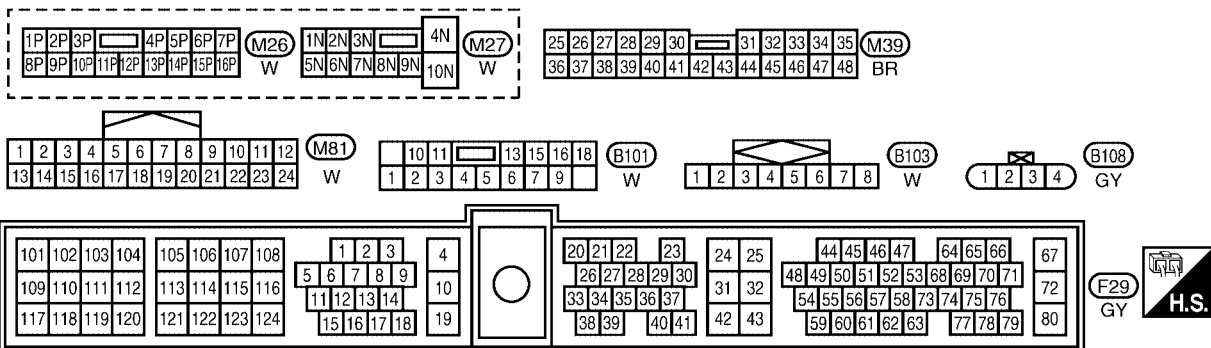 1P 2P 3P 4P 5P 6P 7P
8P 9P 10P 11P 12P 13P 14P 15P 16P
M26
W
1N 2N 3N 4N
5N 6N 7N 8N 9N 10N
M27
W
25 26 27 28 29 30 31 32 33 34 35
36 37 38 39 40 41 42 43 44 45 46 47 48
M39
BR
1 2 3 4 5 6 7 8 9 10 11 12
13 14 15 16 17 18 19 20 21 22 23 24
M81
W
10 11 13 15 16 18
1 2 3 4 5 6 7 9
B101
W
1 2 3 4 5 6 7 8
B103
W
1 2 3 4
B108
GY
101 102 103 104 105 106 107 108 1 2 3 4 20 21 22 23 24 25 44 45 46 47 64 65 66 67
5 6 7 8 9 26 27 28 29 30 48 49 50 51 52 53 68 69 70 71
109 110 111 112 113 114 115 116 10 31 32 72
11 12 13 14 33 34 35 36 37 54 55 56 57 58 73 74 75 76
117 118 119 120 121 122 123 124 15 16 17 18 19 38 39 40 41 42 43 59 60 61 62 63 77 78 79 80
F29
GY
H.S.